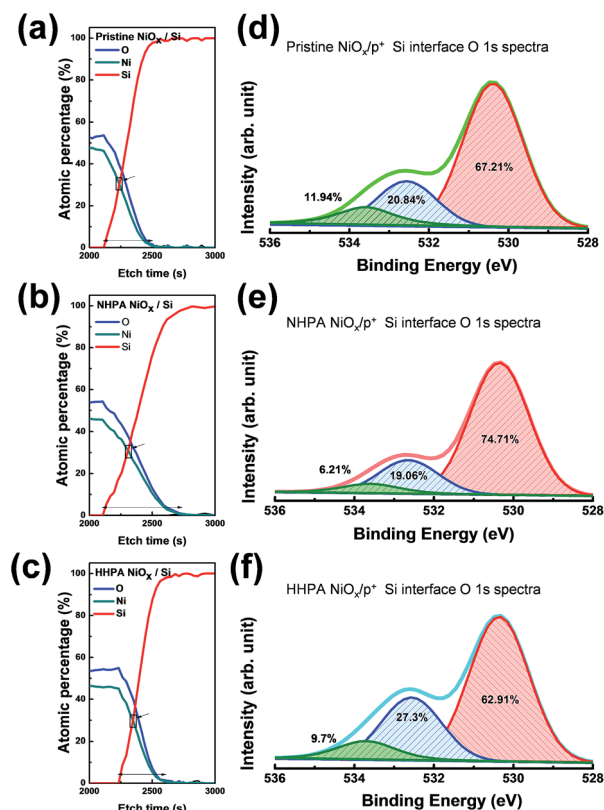 (a)
Pristine NiOx / Si
O
Ni
Si
100
80
60
40
20
0
2000 2250 2500 2750 3000
Etch time (s)
Atomic percentage (%)
(d)
Pristine NiOx/p+ Si interface O 1s spectra
67.21%
20.84%
11.94%
536 534 532 530 528
Binding Energy (eV)
Intensity (arb. unit)
(b)
NHPA NiOx / Si
O
Ni
Si
100
80
60
40
20
0
2000 2500 3000
Etch time (s)
Atomic percentage (%)
(e)
NHPA NiOx/p+ Si interface O 1s spectra
74.71%
19.06%
6.21%
536 534 532 530 528
Binding Energy (eV)
Intensity (arb. unit)
(c)
HHPA NiOx / Si
O
Ni
Si
100
80
60
40
20
0
2000 2250 2500 2750 3000
Etch time (s)
Atomic percentage (%)
(f)
HHPA NiOx/p+ Si interface O 1s spectra
62.91%
27.3%
9.7%
536 534 532 530 528
Binding Energy (eV)
Intensity (arb. unit)